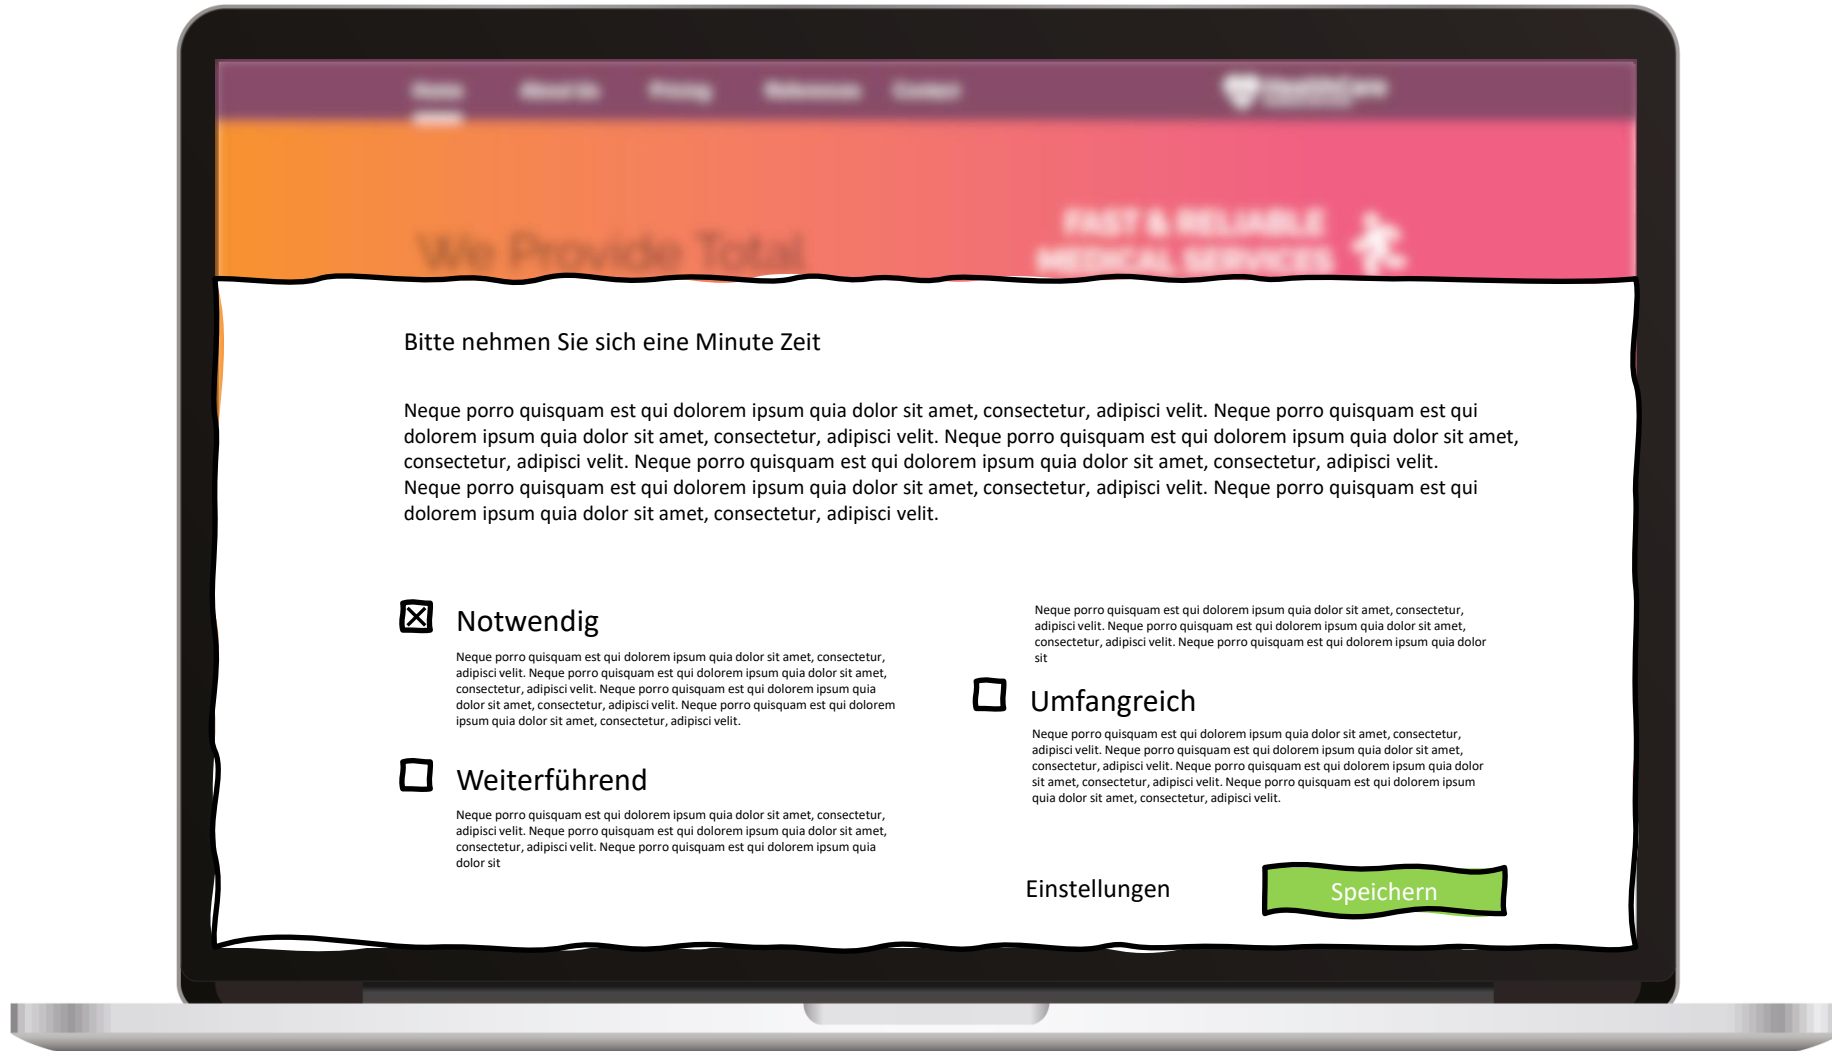 Home About Us Pricing References Contact HealthCare
We Provide Total
FAST & RELIABLE
MEDICAL SERVICES
Bitte nehmen Sie sich eine Minute Zeit
Neque porro quisquam est qui dolorem ipsum quia dolor sit amet, consectetur, adipisci velit. Neque porro quisquam est qui
dolorem ipsum quia dolor sit amet, consectetur, adipisci velit. Neque porro quisquam est qui dolorem ipsum quia dolor sit amet,
consectetur, adipisci velit. Neque porro quisquam est qui dolorem ipsum quia dolor sit amet, consectetur, adipisci velit.
Neque porro quisquam est qui dolorem ipsum quia dolor sit amet, consectetur, adipisci velit. Neque porro quisquam est qui
dolorem ipsum quia dolor sit amet, consectetur, adipisci velit.
Notwendig
Neque porro quisquam est qui dolorem ipsum quia dolor sit amet, consectetur,
adipisci velit. Neque porro quisquam est qui dolorem ipsum quia dolor sit amet,
consectetur, adipisci velit. Neque porro quisquam est qui dolorem ipsum quia
dolor sit amet, consectetur, adipisci velit. Neque porro quisquam est qui dolorem
ipsum quia dolor sit amet, consectetur, adipisci velit.
Weiterführend
Neque porro quisquam est qui dolorem ipsum quia dolor sit amet, consectetur,
adipisci velit. Neque porro quisquam est qui dolorem ipsum quia dolor sit amet,
consectetur, adipisci velit. Neque porro quisquam est qui dolorem ipsum quia
dolor sit
Neque porro quisquam est qui dolorem ipsum quia dolor sit amet, consectetur,
adipisci velit. Neque porro quisquam est qui dolorem ipsum quia dolor sit amet,
consectetur, adipisci velit. Neque porro quisquam est qui dolorem ipsum quia dolor
sit
Umfangreich
Neque porro quisquam est qui dolorem ipsum quia dolor sit amet, consectetur,
adipisci velit. Neque porro quisquam est qui dolorem ipsum quia dolor sit amet,
consectetur, adipisci velit. Neque porro quisquam est qui dolorem ipsum quia dolor
sit amet, consectetur, adipisci velit. Neque porro quisquam est qui dolorem ipsum
quia dolor sit amet, consectetur, adipisci velit.
Einstellungen
Speichern